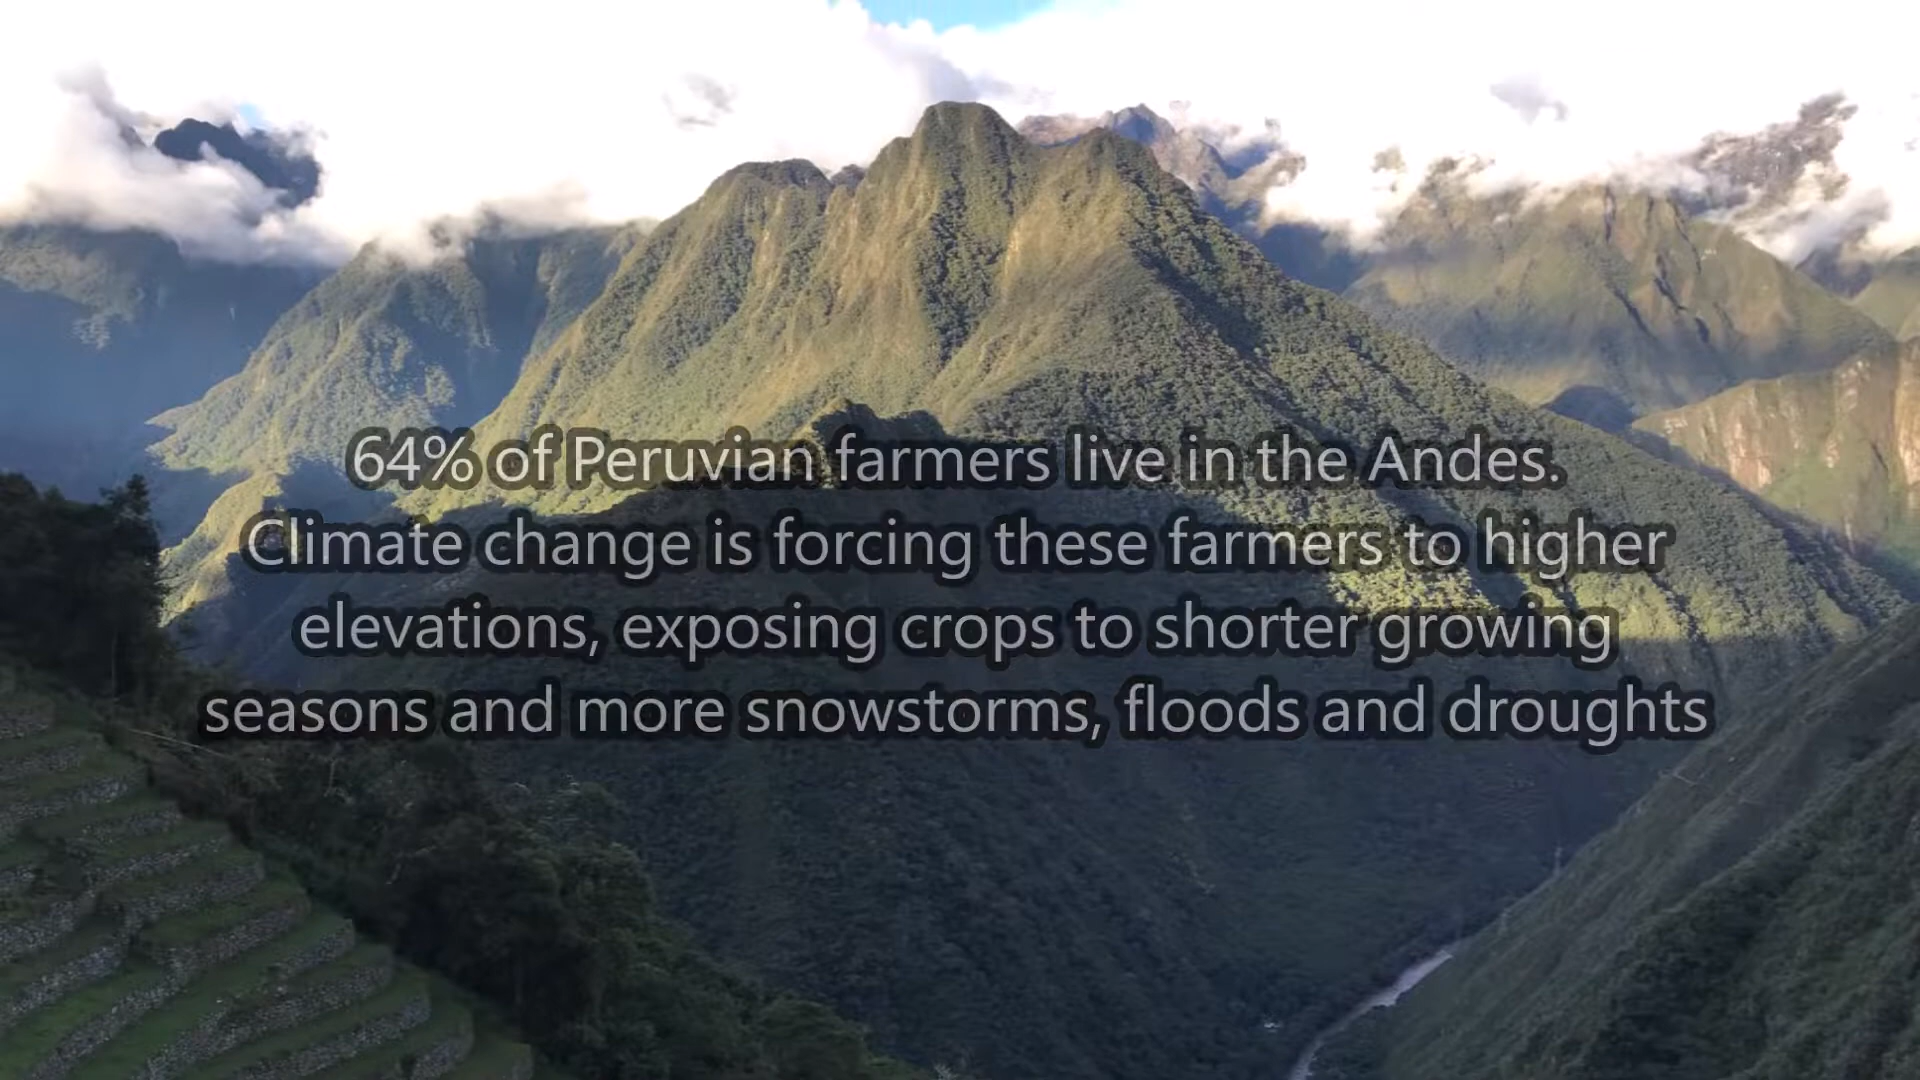 64% of Peruvian farmers live in the Andes.
Climate change is forcing these farmers to higher
elevations, exposing crops to shorter growing
seasons and more snowstorms, floods and droughts